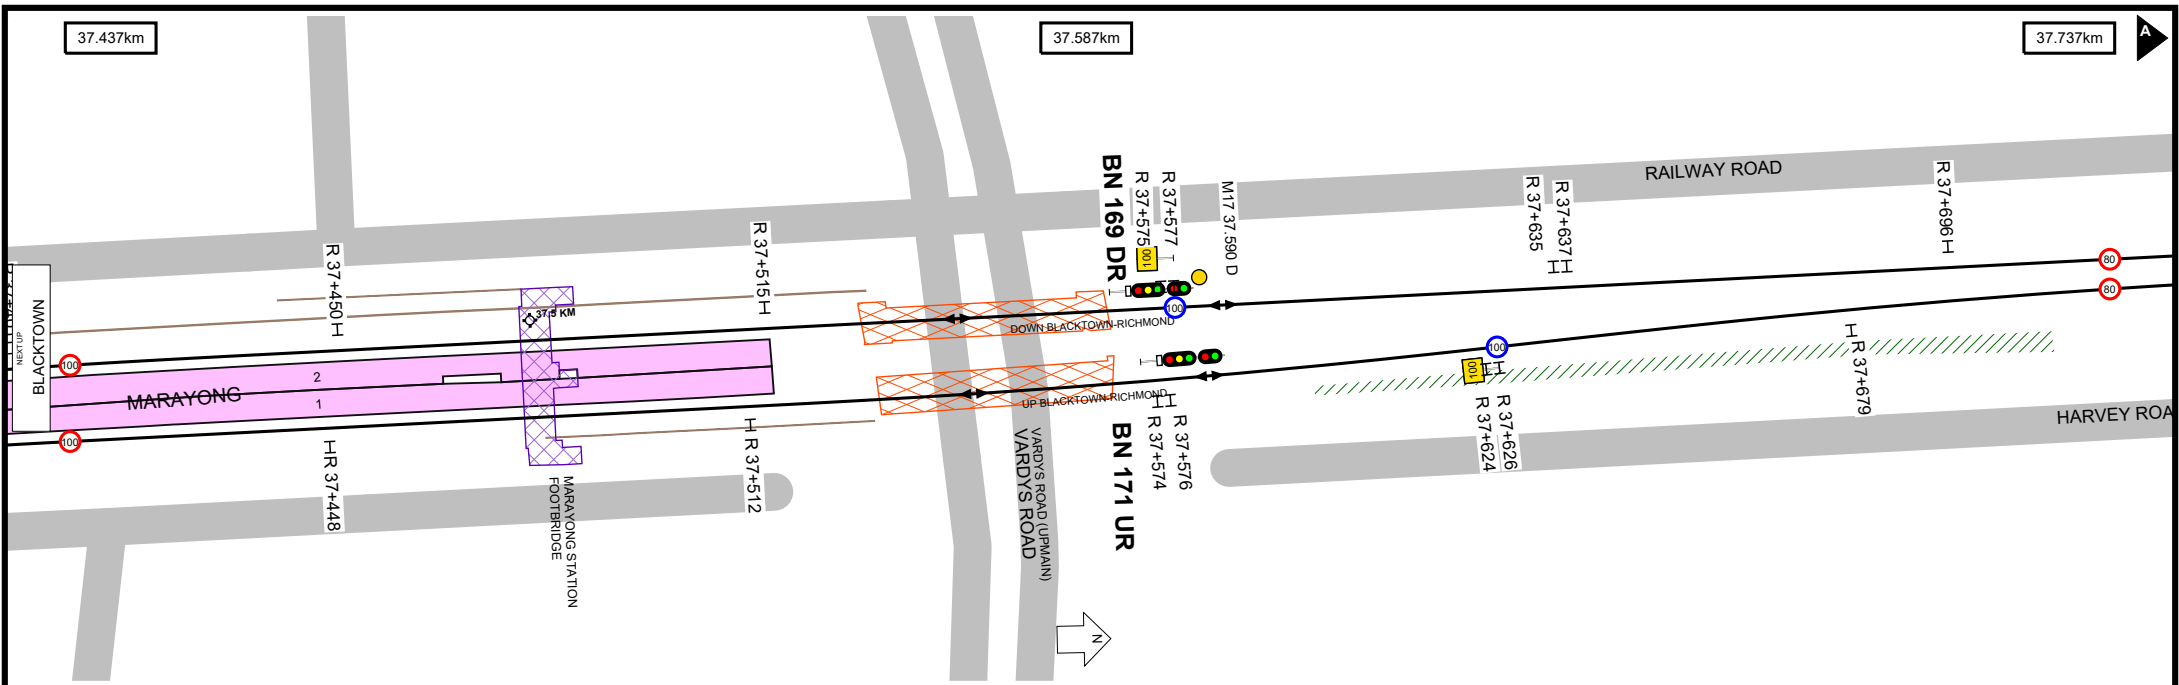 37.437km
37.587km
37.737km
A
RAILWAY ROAD
BN 169 DR
R 37+575
R 37+577
M17 37.590 D
R 37+635
R 37+637
R 37+696
R 37+450
R 37+515
100
37.5 KM
NEXT UP
BLACKTOWN
100
DOWN BLACKTOWN-RICHMOND
100
80
80
100
MARAYONG
2
1
100
UP BLACKTOWN-RICHMOND
100
R 37+679
HARVEY ROA
R 37+448
R 37+512
MARAYONG STATION
FOOTBRIDGE
VARDYS ROAD (UPMAIN)
VARDYS ROAD
BN 171 UR
R 37+574
R 37+576
R 37+624
R 37+626
N